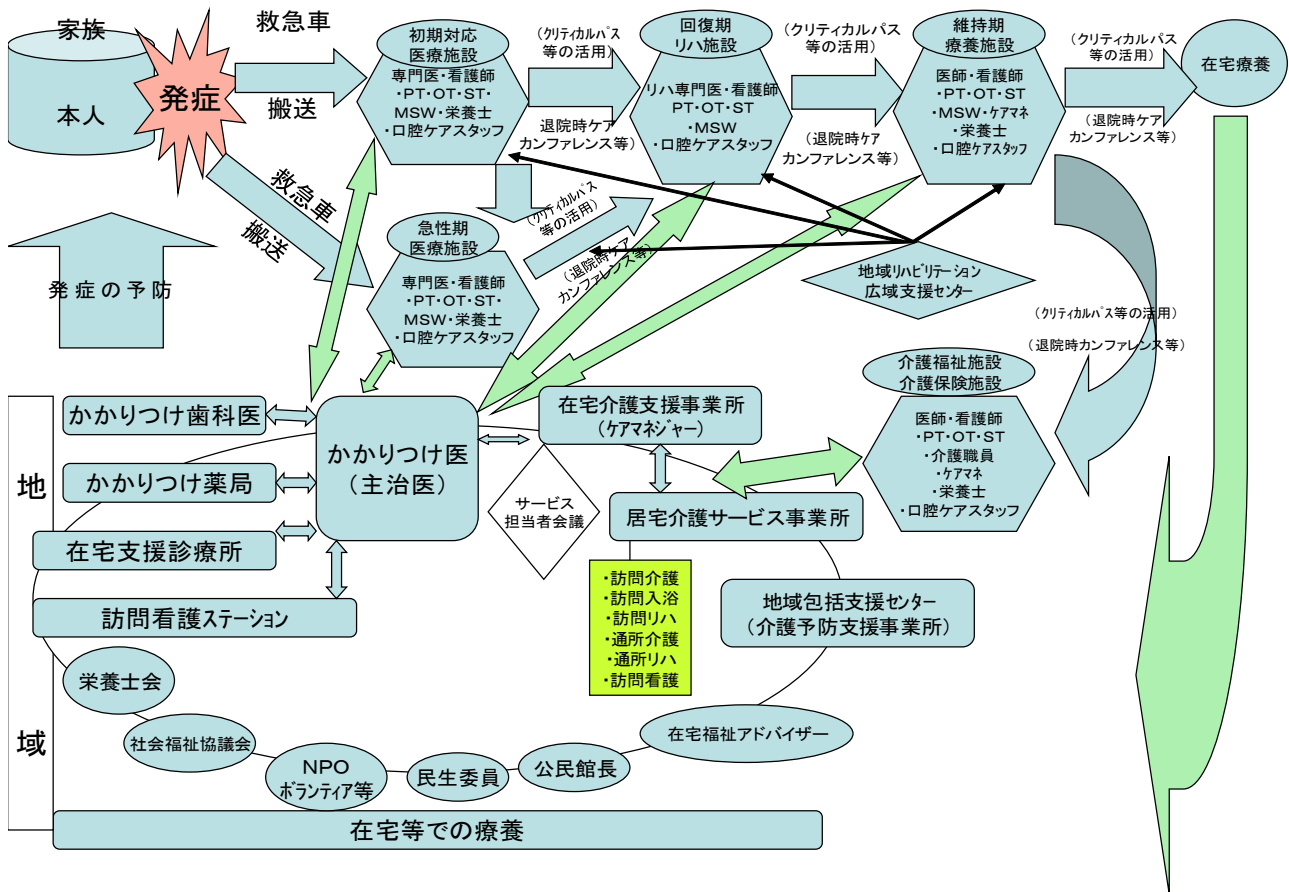 家族
本人
発症
救急車
搬送
初期対応
医療施設
専門医・看護師
・PT・OT・ST・
MSW・栄養士
・口腔ケアスタッフ
(クリティカルパス
等の活用)
退院時ケア
カンファレンス等)
回復期
リハ施設
リハ専門医・看護師
PT・OT・ST
・MSW
・口腔ケアスタッフ
(クリティカルパス
等の活用)
(退院時ケア
カンファレンス等)
維持期
療養施設
医師・看護師
・PT・OT・ST
・MSW・ケアマネ
・栄養士
・口腔ケアスタッフ
(クリティカルパス
等の活用)
(退院時ケア
カンファレンス等)
在宅療養
救急車
搬送
急性期
医療施設
専門医・看護師
・PT・OT・ST・
MSW・栄養士
・口腔ケアスタッフ
(クリティカルパス
等の活用)
(退院時ケア
カンファレンス等)
地域リハビリテーション
広域支援センター
発症の予防
(クリティカルパス等の活用)
(退院時カンファレンス等)
介護福祉施設
介護保険施設
医師・看護師
・PT・OT・ST
・介護職員
・ケアマネ
・栄養士
・口腔ケアスタッフ
地
域
かかりつけ歯科医
かかりつけ薬局
在宅支援診療所
訪問看護ステーション
かかりつけ医
(主治医)
在宅介護支援事業所
(ケアマネジャー)
サービス
担当者会議
居宅介護サービス事業所
・訪問介護
・訪問入浴
・訪問リハ
・通所介護
・通所リハ
・訪問看護
地域包括支援センター
(介護予防支援事業所)
栄養士会
社会福祉協議会
NPO
ボランティア等
民生委員
公民館長
在宅福祉アドバイザー
在宅等での療養